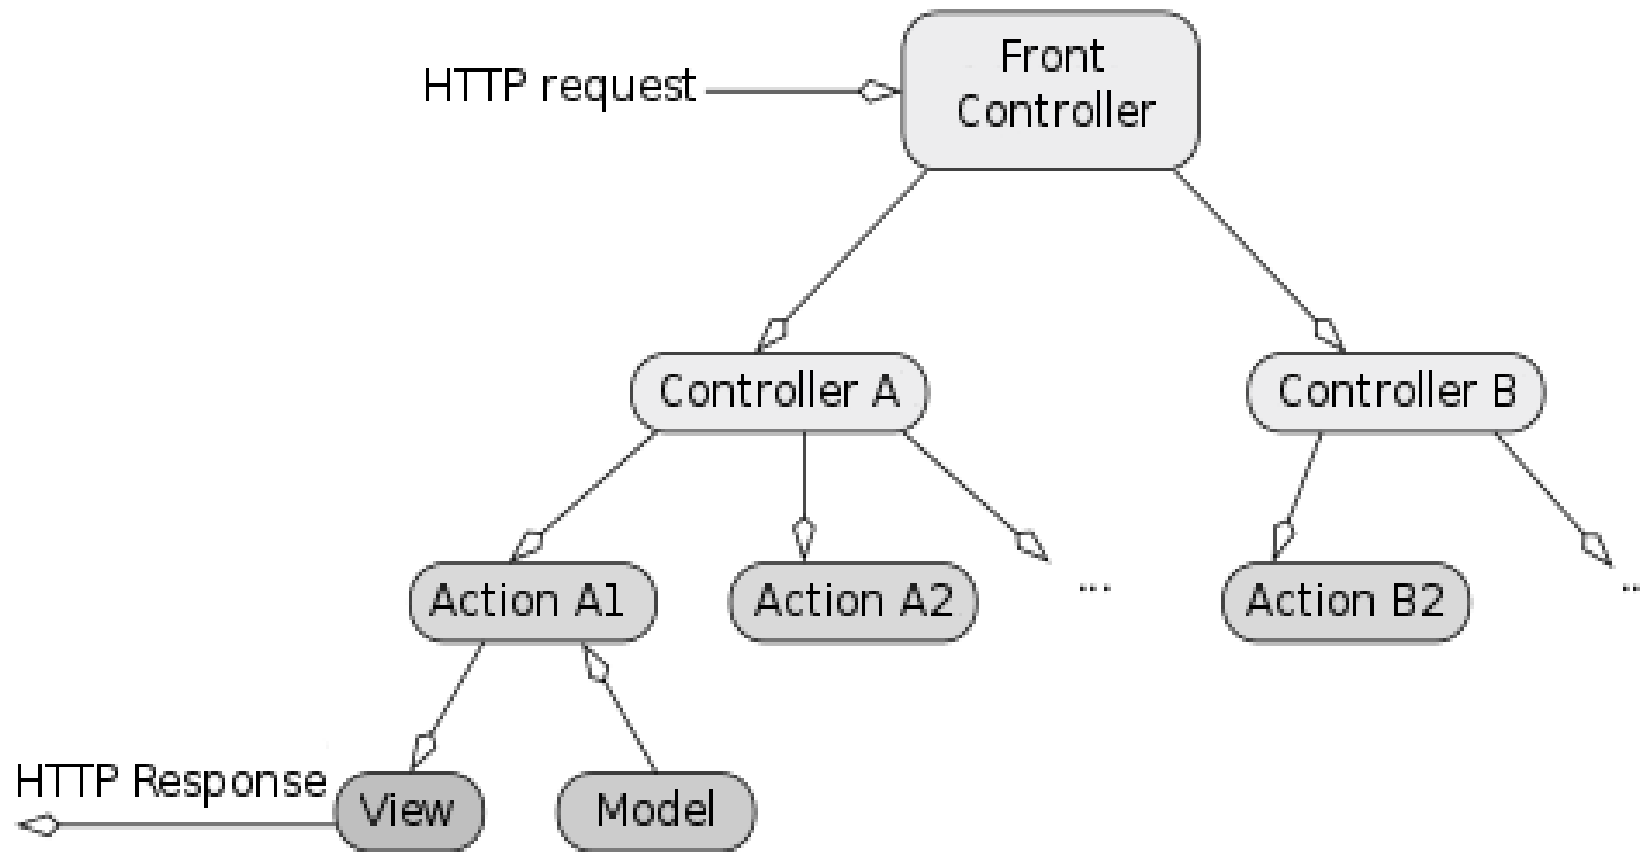 Front
Controller
HTTP request
Controller A
Controller B
Action A1
Action A2
...
Action B2
..
HTTP Response
View
Model